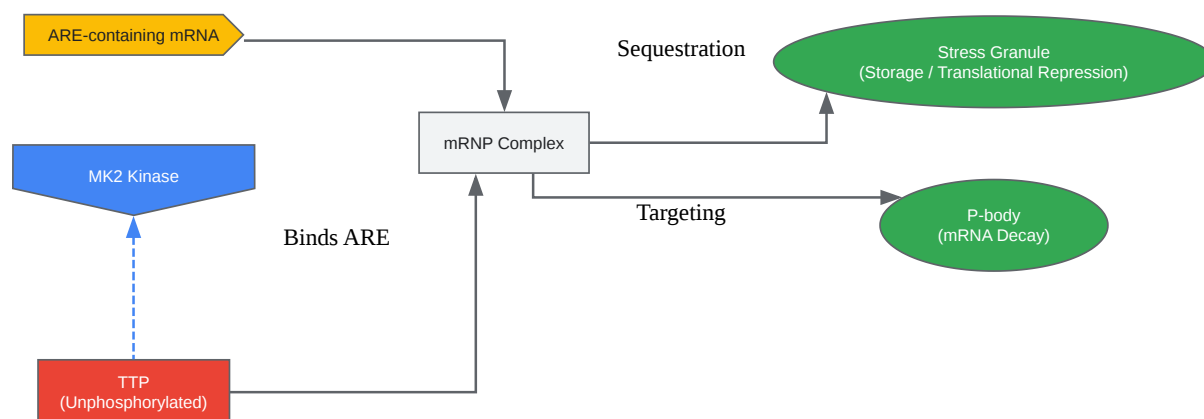 ARE-containing mRNA
Sequestration
Stress Granule
(Storage / Translational Repression)
mRNP Complex
MK2 Kinase
Targeting
P-body
(mRNA Decay)
Binds ARE
TTP
(Unphosphorylated)